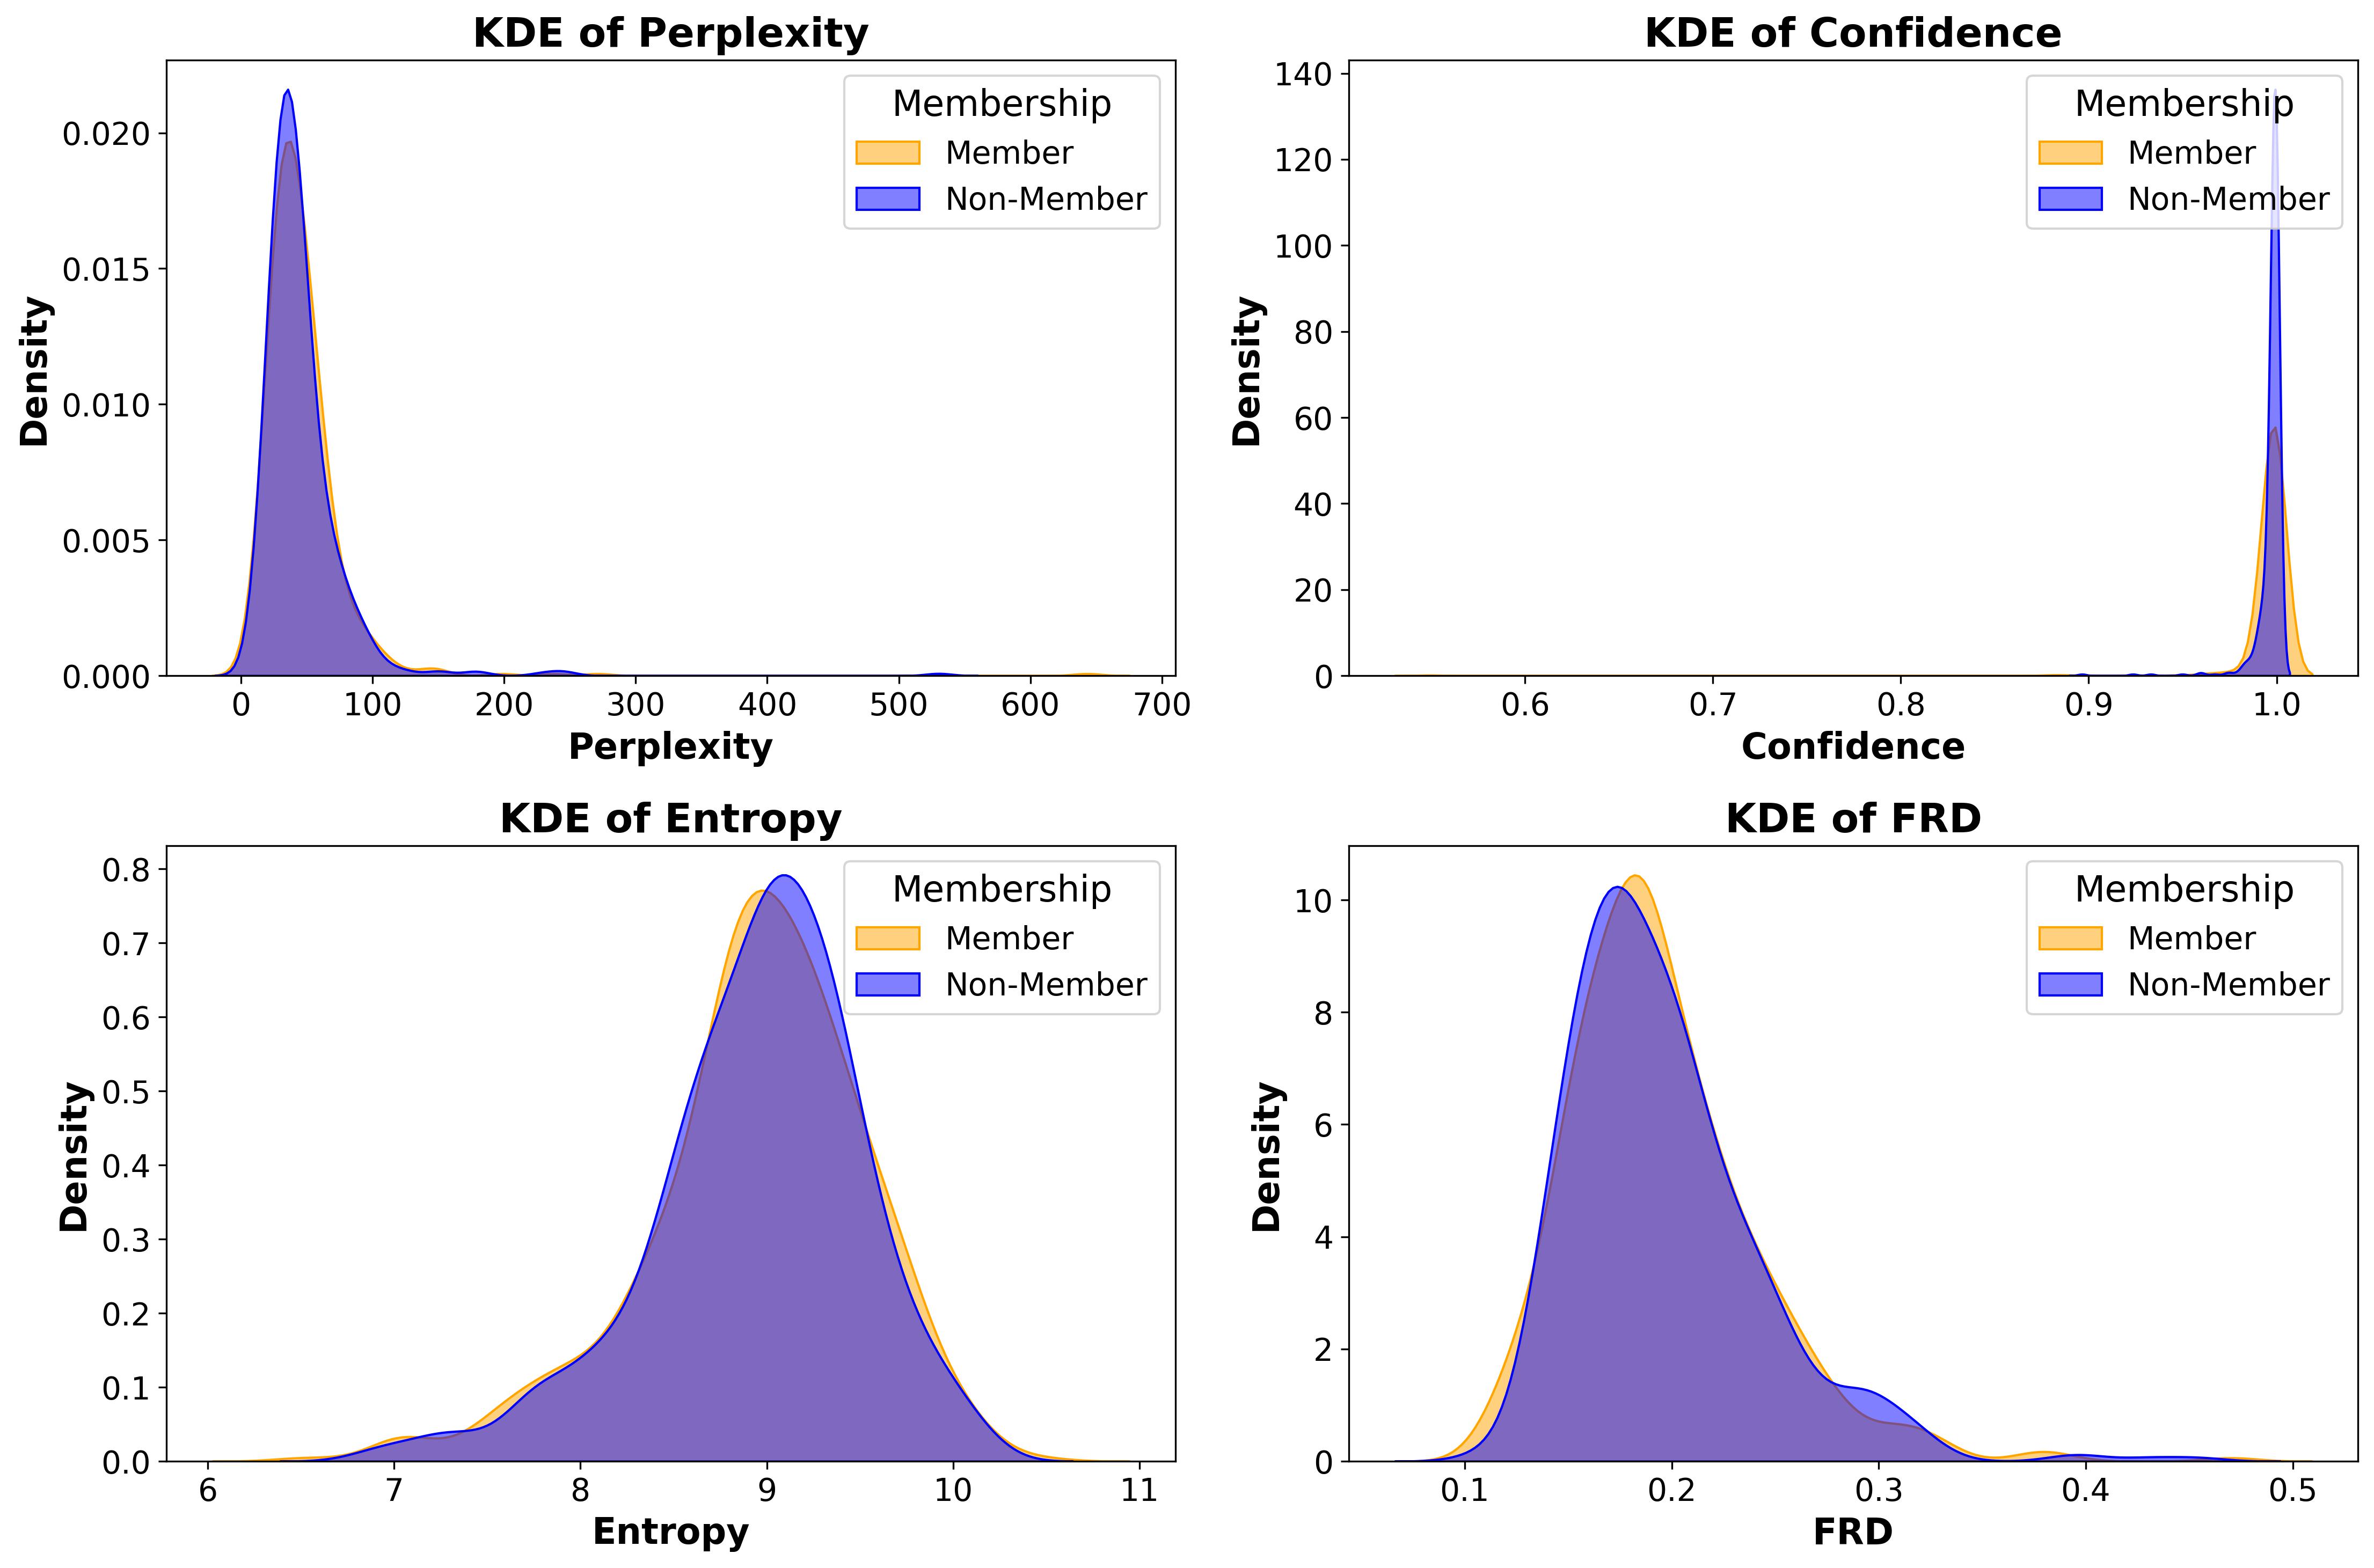 KDE of Perplexity
Density
0.020
0.015
0.010
0.005
0.000
0 100 200 300 400 500 600 700
Perplexity
Membership
Member
Non-Member
KDE of Confidence
Density
140
120
100
80
60
40
20
0
0.6 0.7 0.8 0.9 1.0
Confidence
Membership
Member
Non-Member
KDE of Entropy
Density
0.8
0.7
0.6
0.5
0.4
0.3
0.2
0.1
0.0
6 7 8 9 10 11
Entropy
Membership
Member
Non-Member
KDE of FRD
Density
10
8
6
4
2
0
0.1 0.2 0.3 0.4 0.5
FRD
Membership
Member
Non-Member